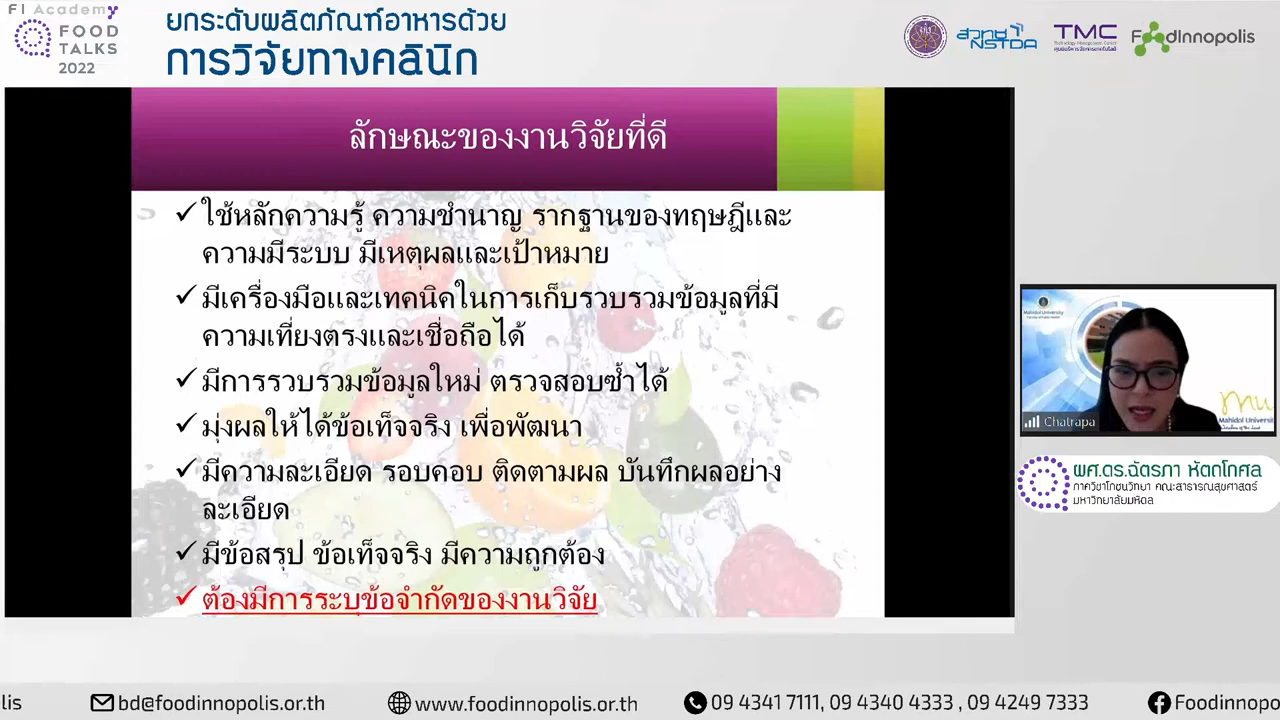 FI Academy
FOOD
TALKS
2022
ยกระดับผลิตภัณฑ์อาหารด้วย
การวิจัยทางคลินิก
สวทช
NSTDA
TMC
Technology Management Center
FoodInnopolis
ลักษณะของงานวิจัยที่ดี
✓ ใช้หลักความรู้ ความชำนาญ รากฐานของทฤษฎีและ
ความมีระบบ มีเหตุผลและเป้าหมาย
✓ มีเครื่องมือและเทคนิคในการเก็บรวบรวมข้อมูลที่มี
ความเที่ยงตรงและเชื่อถือได้
✓ มีการรวบรวมข้อมูลใหม่ ตรวจสอบซ้ำได้
✓ มุ่งผลให้ได้ข้อเท็จจริง เพื่อพัฒนา
✓ มีความละเอียด รอบคอบ ติดตามผล บันทึกผลอย่าง
ละเอียด
✓ มีข้อสรุป ข้อเท็จจริง มีความถูกต้อง
✓ ต้องมีการระบุข้อจำกัดของงานวิจัย
Mahidol University
mu
Mahidol Universit
Chatrapa
ผศ.ดร.ฉัตรภา หัตถโกศล
ภาควิชาโภชนวิทยา คณะสาธารณสุขศาสตร์
มหาวิทยาลัยมหิดล
lis
bd@foodinnopolis.or.th
www.foodinnopolis.or.th
09 4341 7111, 09 4340 4333 , 09 4249 7333
Foodinnopo